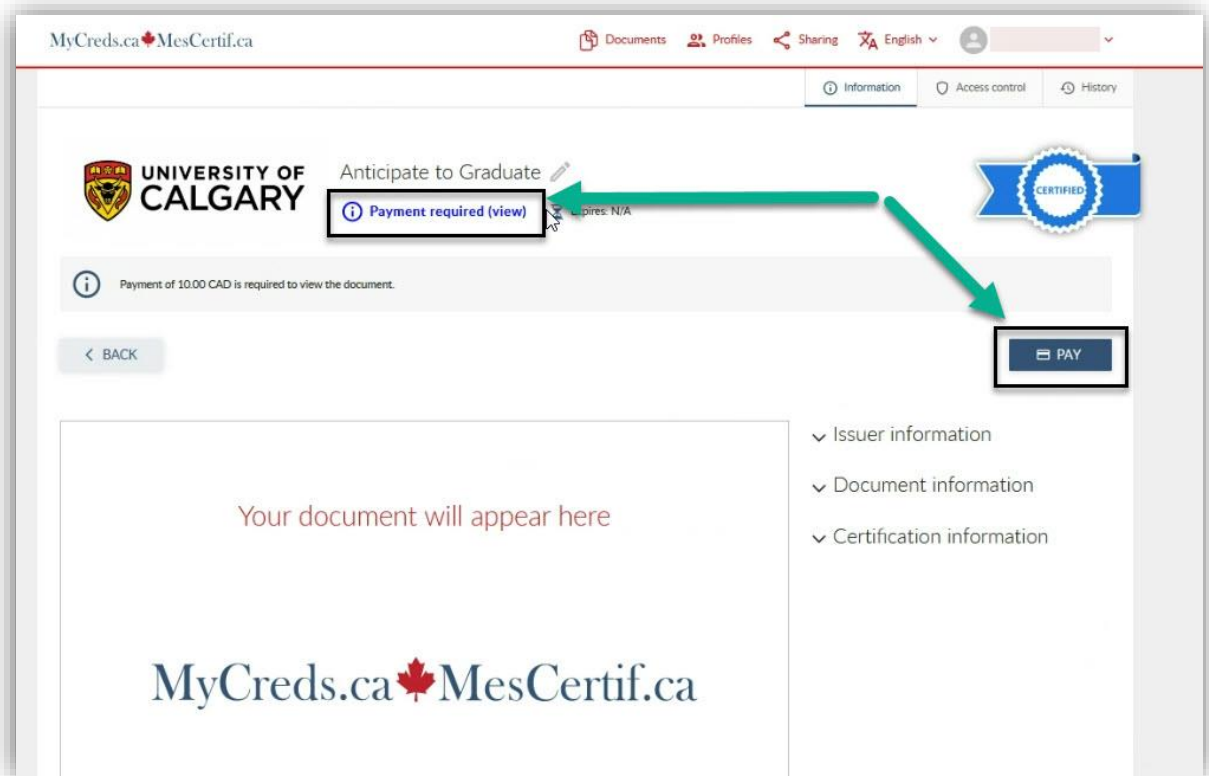 MyCreds.ca MesCertif.ca
Documents Profiles Sharing English
Information Access control History
UNIVERSITY OF
CALGARY
Anticipate to Graduate
Payment required (view)
Expires: N/A
CERTIFIED
Payment of 10.00 CAD is required to view the document.
BACK
PAY
Issuer information
Document information
Certification information
Your document will appear here
MyCreds.ca MesCertif.ca